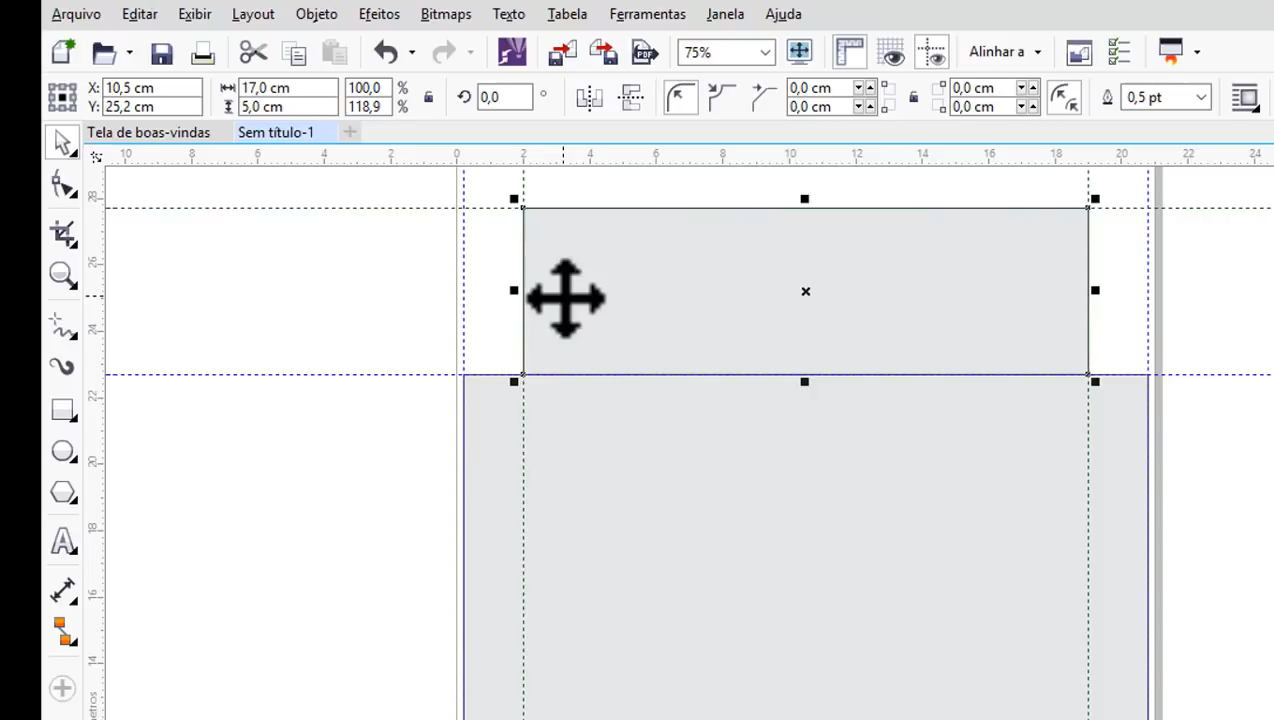 Arquivo Editar Exibir Layout Objeto Efeitos Bitmaps Texto Tabela Ferramentas Janela Ajuda
75% Alinhar a
X: 10,5 cm 17,0 cm 100,0 % 0,0 ° 0,0 cm 0,0 cm 0,5 pt
Y: 25,2 cm 5,0 cm 118,9 % 0,0 cm 0,0 cm
Tela de boas-vindas Sem título-1
10 8 6 4 2 0 2 4 6 8 10 12 14 16 18 20 22 24
28
26
24
22
20
18
16
14